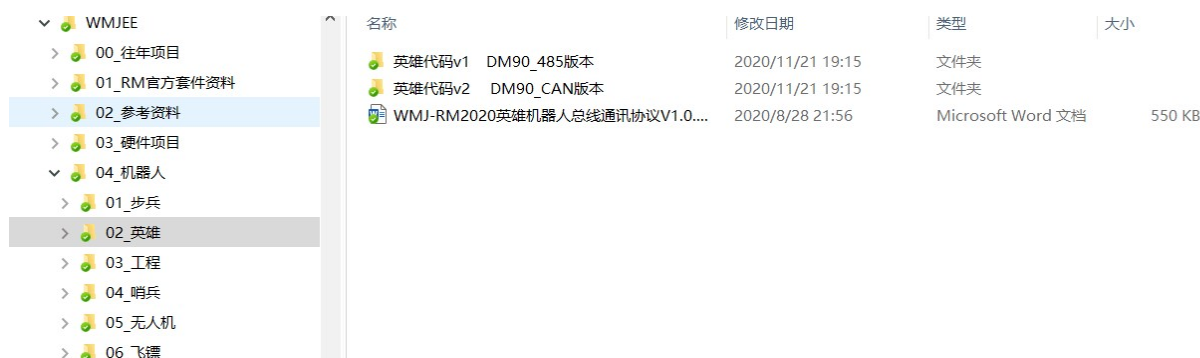 WMJEE
00_往年项目
01_RM官方套件资料
02_参考资料
03_硬件项目
04_机器人
01_步兵
02_英雄
03_工程
04_哨兵
05_无人机
06_飞镖
名称 修改日期 类型 大小
英雄代码v1 DM90_485版本 2020/11/21 19:15 文件夹
英雄代码v2 DM90_CAN版本 2020/11/21 19:15 文件夹
WMJ-RM2020英雄机器人总线通讯协议V1.0.... 2020/8/28 21:56 Microsoft Word 文档 550 KB